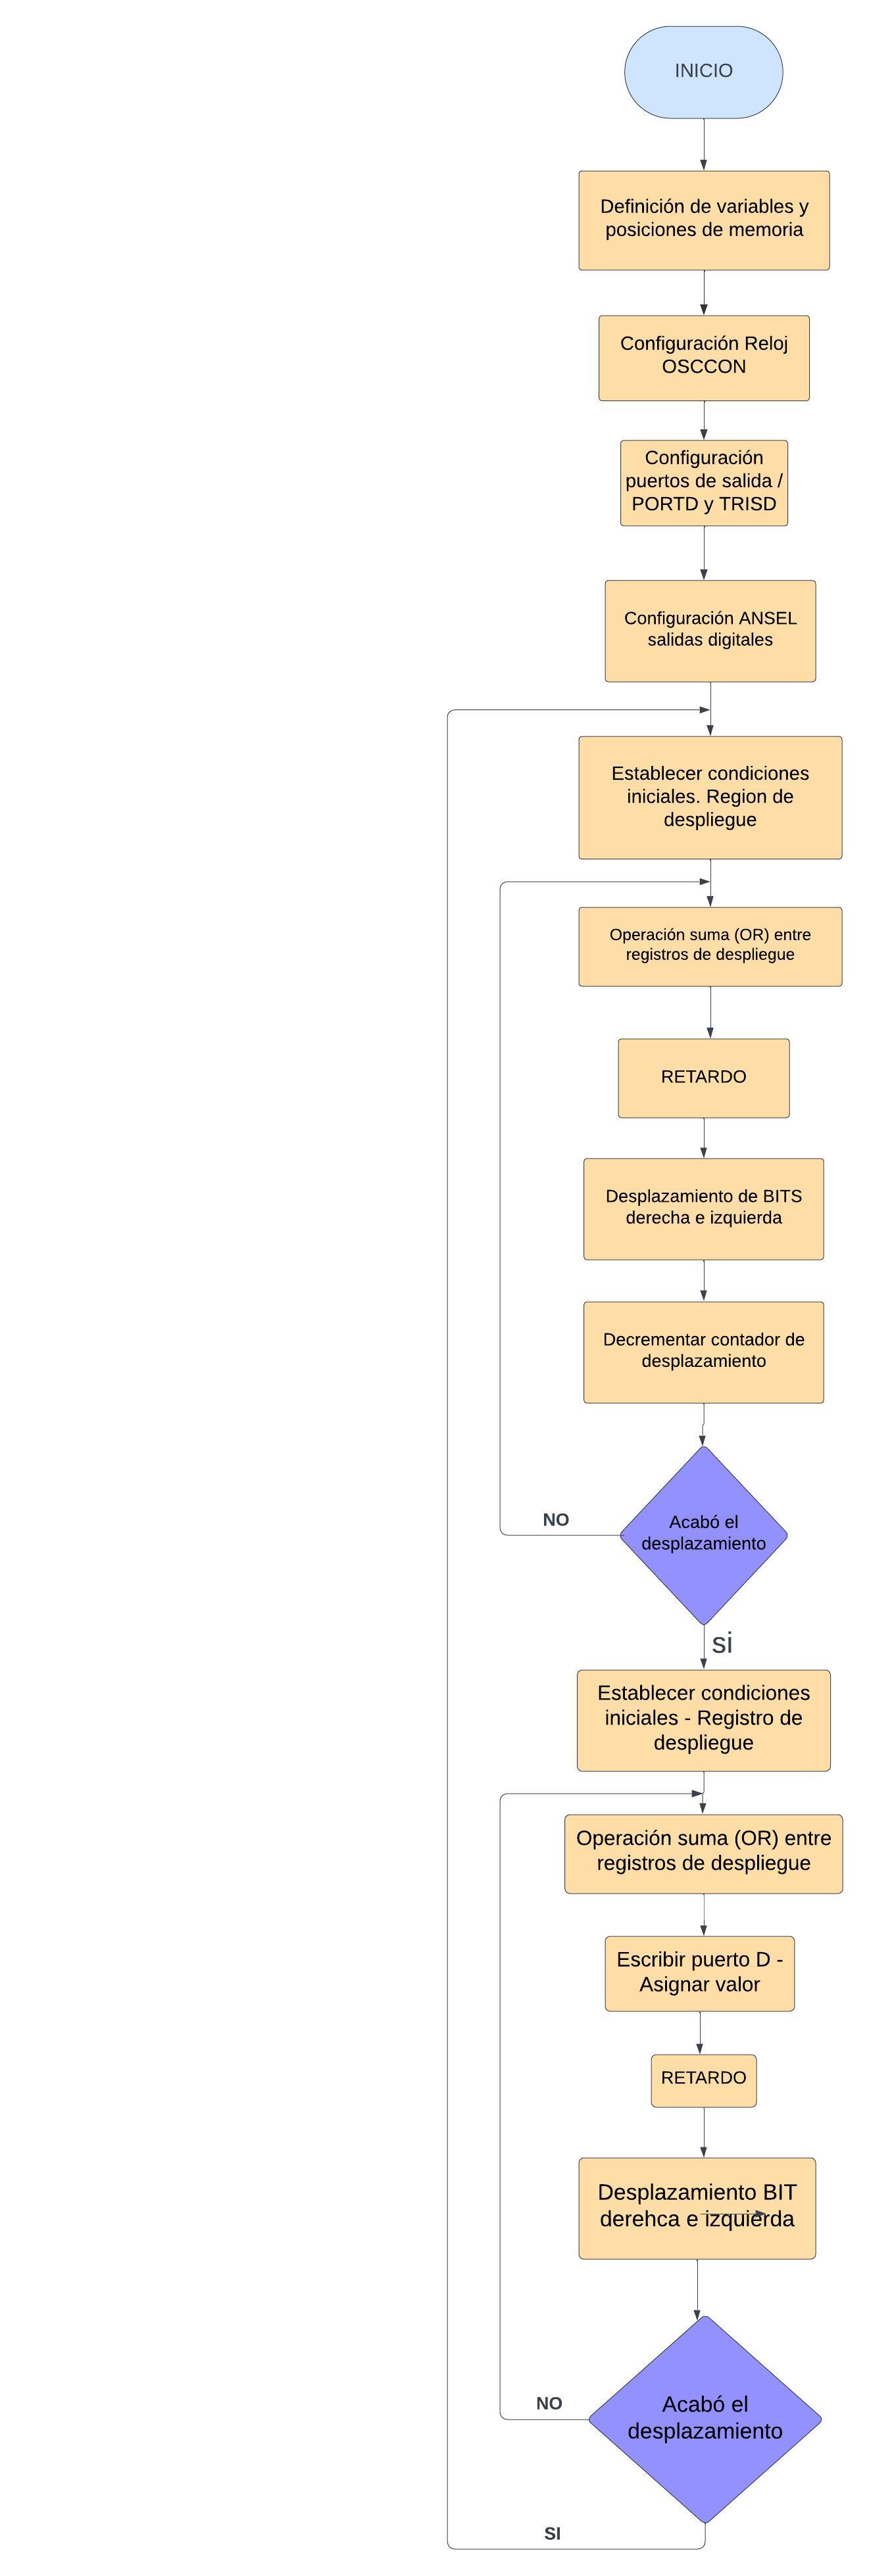 INICIO
Definición de variables y
posiciones de memoria
Configuración Reloj
OSCCON
Configuración
puertos de salida /
PORTD y TRISD
Configuración ANSEL
salidas digitales
Establecer condiciones
iniciales. Region de
despliegue
Operación suma (OR) entre
registros de despliegue
RETARDO
Desplazamiento de BITS
derecha e izquierda
Decrementar contador de
desplazamiento
Acabó el
desplazamiento
NO
si
Establecer condiciones
iniciales - Registro de
despliegue
Operación suma (OR) entre
registros de despliegue
Escribir puerto D -
Asignar valor
RETARDO
Desplazamiento BIT
derehca e izquierda
Acabó el
desplazamiento
NO
SI